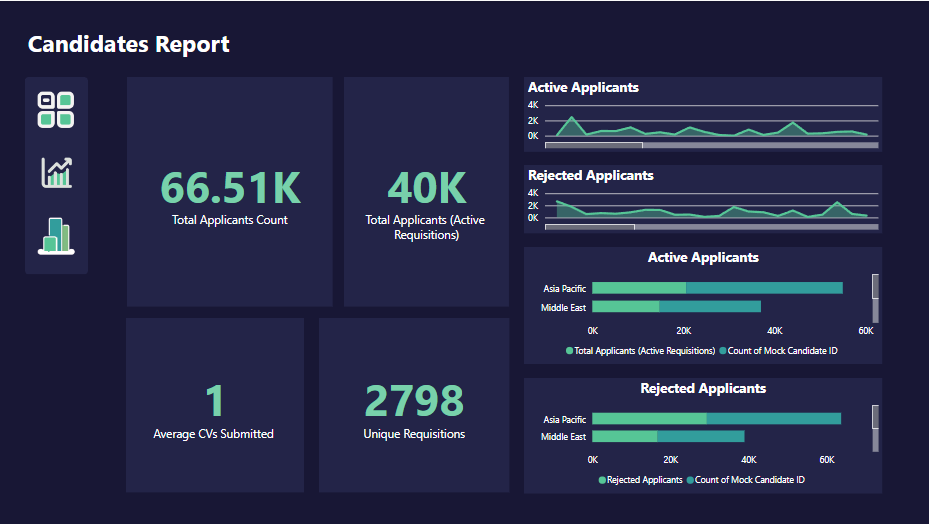 Candidates Report
66.51K
Total Applicants Count
40K
Total Applicants (Active
Requisitions)
1
Average CVs Submitted
2798
Unique Requisitions
Active Applicants
4K
2K
0K
Rejected Applicants
4K
2K
0K
Active Applicants
Asia Pacific
Middle East
0K 20K 40K 60K
Total Applicants (Active Requisitions) Count of Mock Candidate ID
Rejected Applicants
Asia Pacific
Middle East
0K 20K 40K 60K
Rejected Applicants Count of Mock Candidate ID